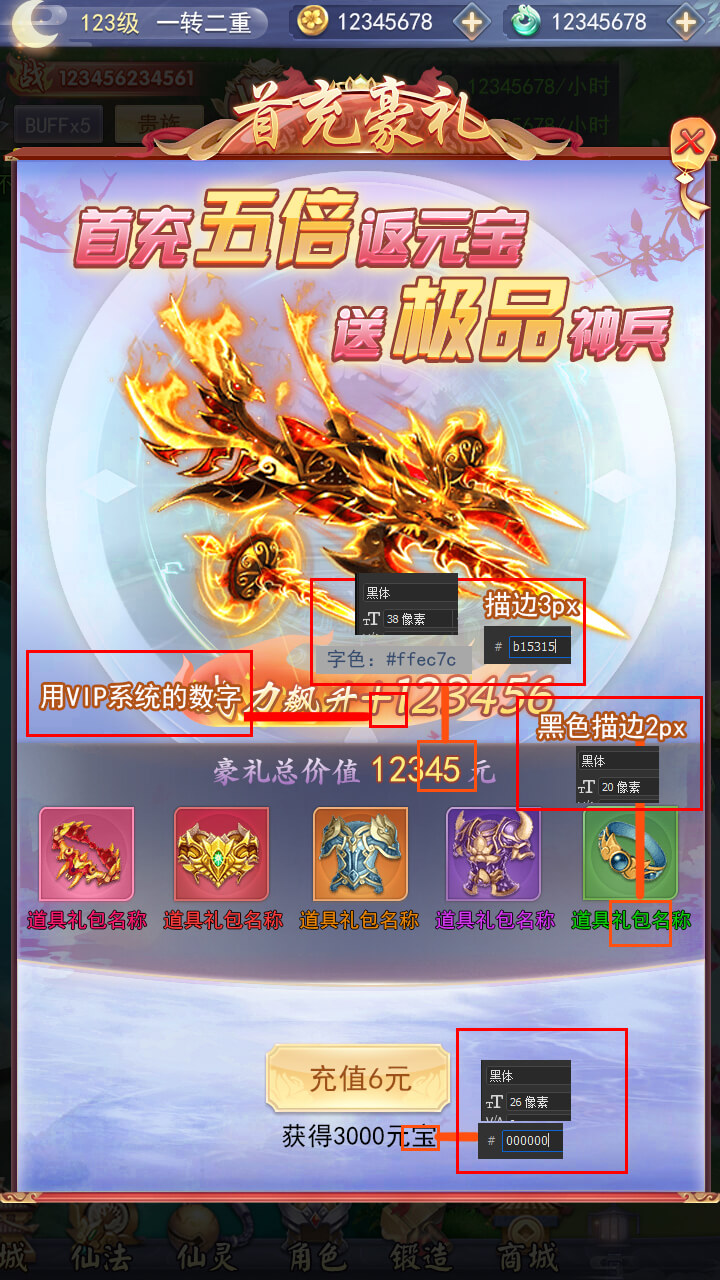 123级 一转二重 12345678 12345678
战 123456234561
12345678/小时
BUFFx5 贵族
首充豪礼
首充五倍返元宝
送极品神兵
黑体
38 像素
描边3px
# b15315
字色：#ffec7c
用VIP系统的数字
力飙升+123456
黑色描边2px
黑体
20 像素
豪礼总价值 12345 元
道具礼包名称 道具礼包名称 道具礼包名称 道具礼包名称 道具礼包名称
充值6元
获得3000元宝
黑体
26 像素
# 000000
城 仙法 仙灵 角色 锻造 商城